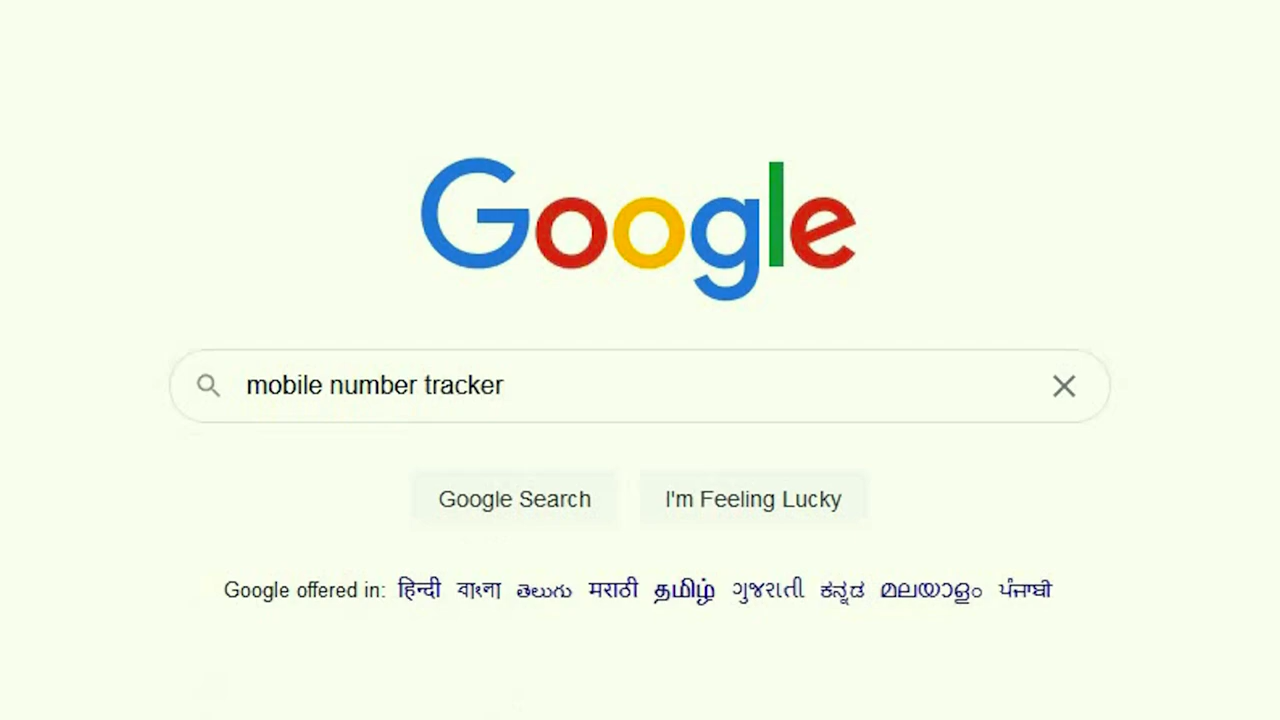 Google
mobile number tracker
Google Search I'm Feeling Lucky
Google offered in: हिन्दी বাংলা తెలుగు मराठी தமிழ் ગુજરાતી ಕನ್ನಡ മലയാളം ਪੰਜਾਬੀ